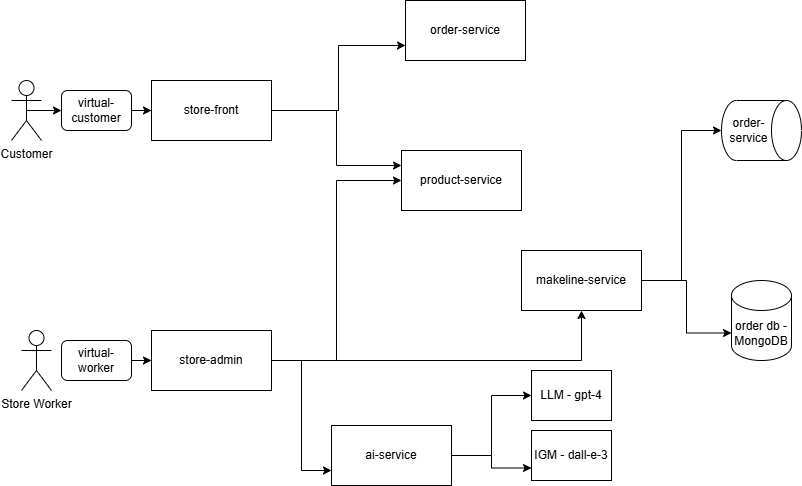 order-service
virtual-
customer
store-front
Customer
order-
service
product-service
makeline-service
order db -
MongoDB
virtual-
worker
store-admin
Store Worker
LLM - gpt-4
ai-service
IGM - dall-e-3